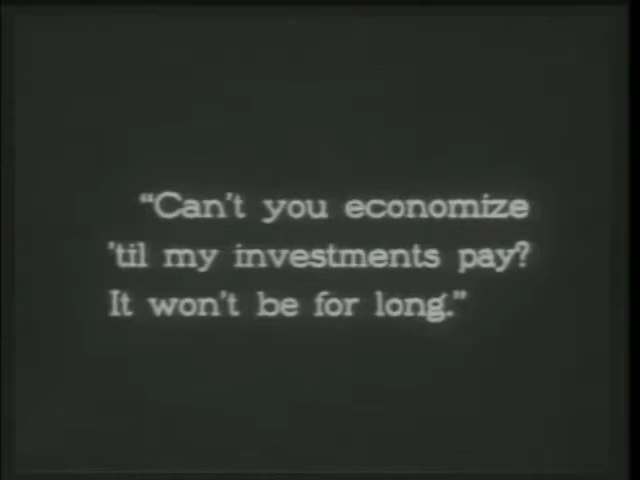 “Can't you economize
'til my investments pay?
It won't be for long.”